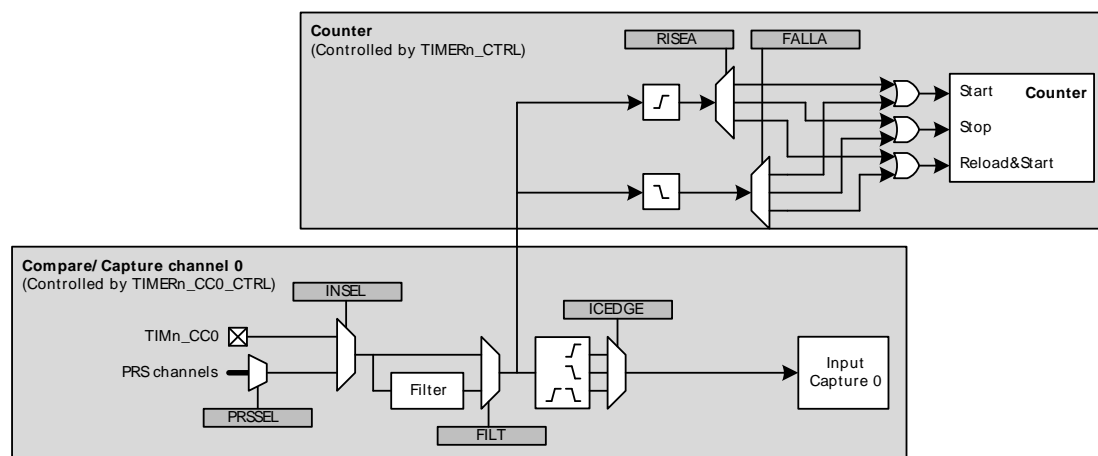 Counter
(Controlled by TIMERn_CTRL)
RISEA
FALLA
Start
Counter
Stop
Reload&Start
Compare/ Capture channel 0
(Controlled by TIMERn_CC0_CTRL)
INSEL
ICEDGE
TIMn_CC0
PRS channels
Filter
Input
Capture 0
PRSSEL
FILT